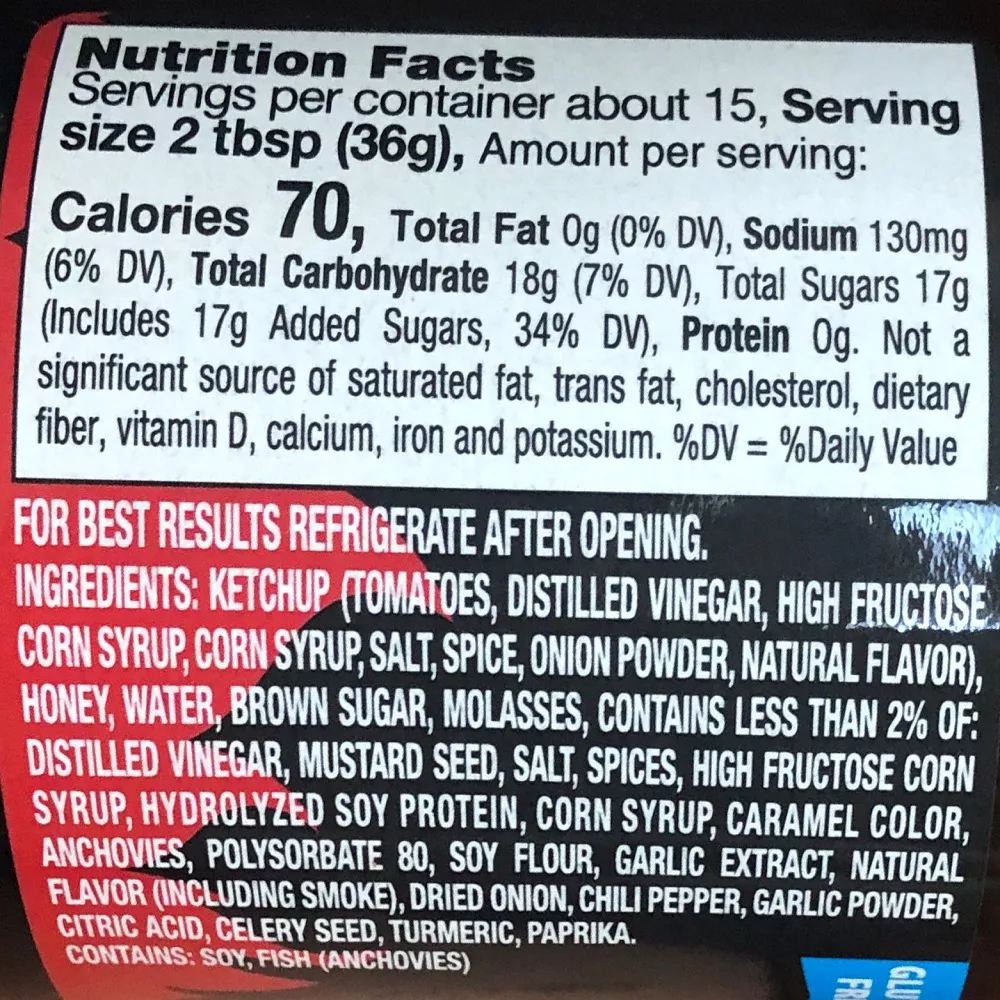 Nutrition Facts
Servings per container about 15, Serving
size 2 tbsp (36g), Amount per serving:
Calories 70, Total Fat 0g (0% DV), Sodium 130mg
(6% DV), Total Carbohydrate 18g (7% DV), Total Sugars 17g
(Includes 17g Added Sugars, 34% DV), Protein 0g. Not a
significant source of saturated fat, trans fat, cholesterol, dietary
fiber, vitamin D, calcium, iron and potassium. %DV = %Daily Value
FOR BEST RESULTS REFRIGERATE AFTER OPENING.
INGREDIENTS: KETCHUP (TOMATOES, DISTILLED VINEGAR, HIGH FRUCTOSE
CORN SYRUP, CORN SYRUP, SALT, SPICE, ONION POWDER, NATURAL FLAVOR),
HONEY, WATER, BROWN SUGAR, MOLASSES, CONTAINS LESS THAN 2% OF:
DISTILLED VINEGAR, MUSTARD SEED, SALT, SPICES, HIGH FRUCTOSE CORN
SYRUP, HYDROLYZED SOY PROTEIN, CORN SYRUP, CARAMEL COLOR,
ANCHOVIES, POLYSORBATE 80, SOY FLOUR, GARLIC EXTRACT, NATURAL
FLAVOR (INCLUDING SMOKE), DRIED ONION, CHILI PEPPER, GARLIC POWDER,
CITRIC ACID, CELERY SEED, TURMERIC, PAPRIKA.
CONTAINS: SOY, FISH (ANCHOVIES)